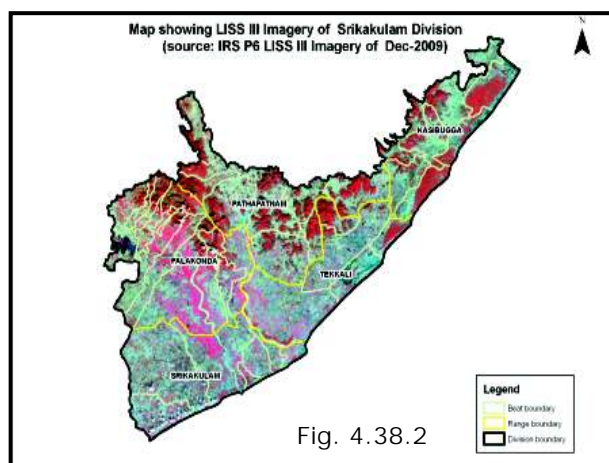 Map showing LISS III Imagery of Srikakulam Division
(source: IRS P6 LISS III Imagery of Dec-2009)
N
KASIBUGGA
PATHAPATNAM
PALAKONDA
TEKKALI
SRIKAKULAM
Legend
Beat boundary
Range boundary
Division boundary
Fig. 4.38.2